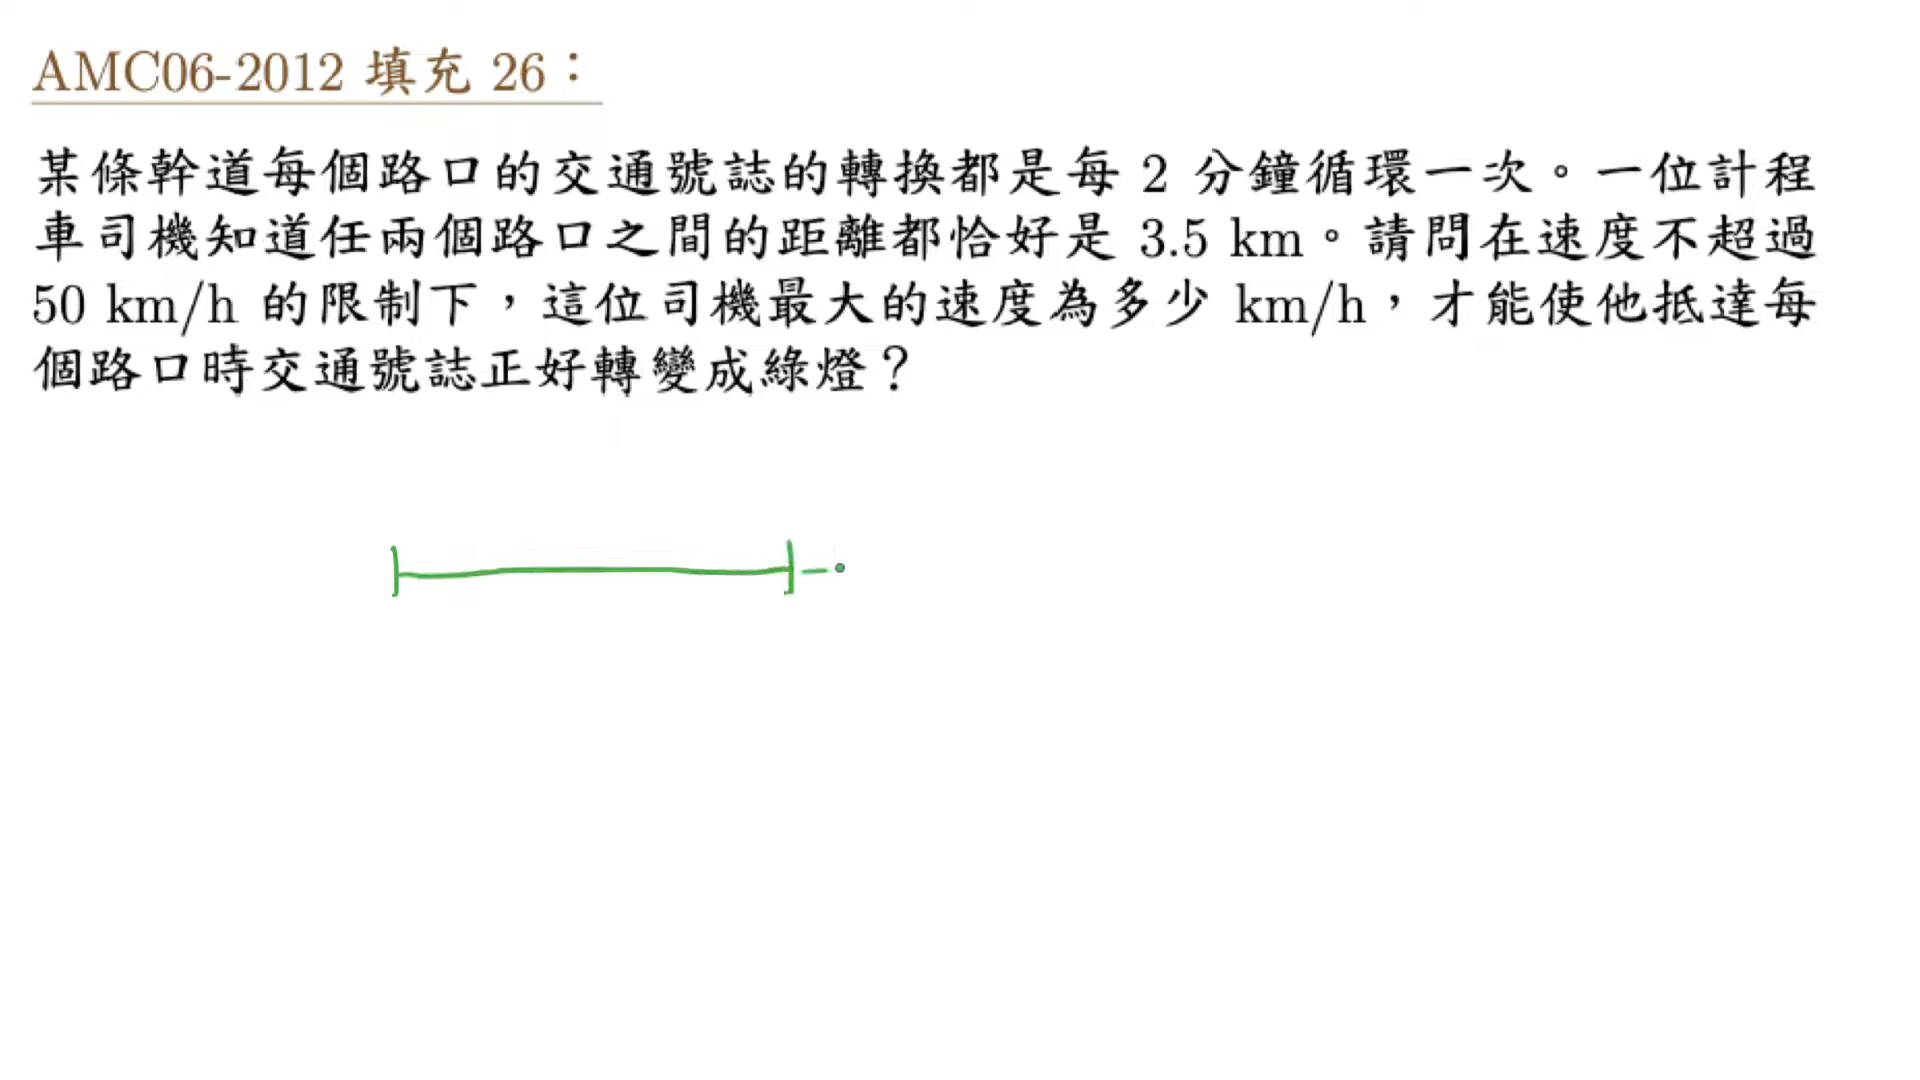 AMC06-2012 填充 26：
某條幹道每個路口的交通號誌的轉換都是每 2 分鐘循環一次。一位計程
車司機知道任兩個路口之間的距離都恰好是 3.5 km。請問在速度不超過
50 km/h 的限制下，這位司機最大的速度為多少 km/h，才能使他抵達每
個路口時交通號誌正好轉變成綠燈？